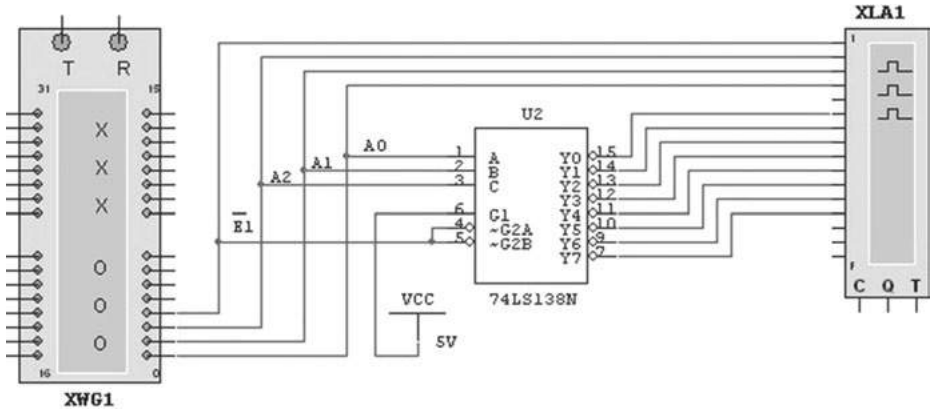 XLA1
T R
31 15
X
X
X
O
O
O
16 0
XWG1
A0
A1
A2
E1
U2
1 A Y0 15
2 B Y1 14
3 C Y2 13
Y3 12
6 G1 Y4 11
4 ~G2A Y5 10
5 ~G2B Y6 9
Y7 7
74LS138N
VCC
5V
1
F
C Q T